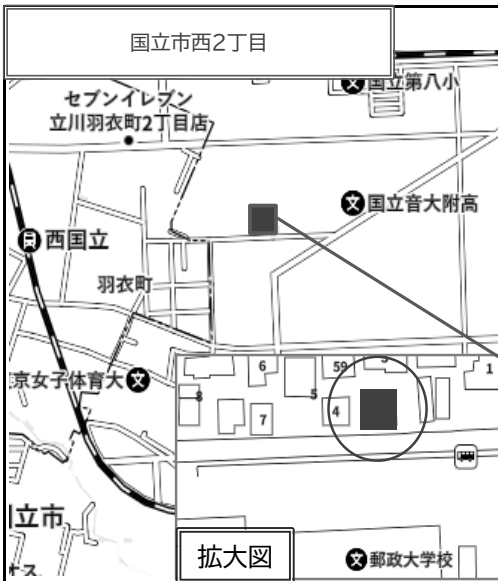 国立市西2丁目
国立第八小
セブンイレブン
立川羽衣町2丁目店
国立音大附高
西国立
羽衣町
京女子体育大
6
59
8
5
4
7
1
立市
拡大図
郵政大学校